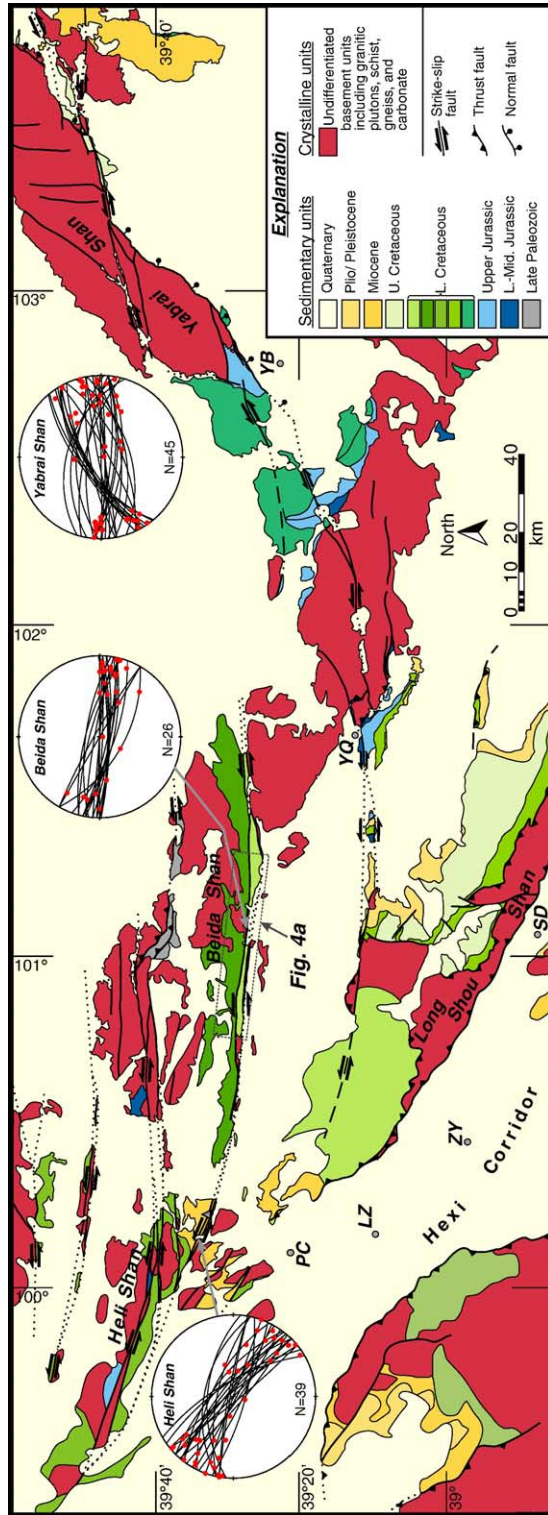 39°40'
39°20'
39°
100°
101°
102°
103°
39°40'
Heli Shan
N=39
Beida Shan
N=26
Yabrai Shan
N=45
Heli Shan
Beida Shan
Fig. 4a
Yabrai
Shan
YB
YQ
PC
LZ
ZY
SD
Long
Shou
Shan
Hexi
Corridor
North
0 10 20 40
km
Explanation
Sedimentary units
Quaternary
Plio/ Pleistocene
Miocene
U. Cretaceous
L. Cretaceous
Upper Jurassic
L.-Mid. Jurassic
Late Paleozoic
Crystalline units
Undifferentiated
basement units
including granitic
plutons, schist,
gneiss, and
carbonate
Strike-slip
fault
Thrust fault
Normal fault